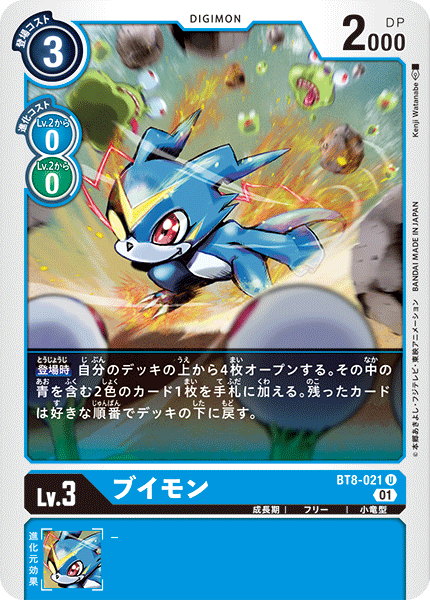 DIGIMON
登場コスト
3
DP
2000
進化コスト
Lv.2から
0
Lv.2から
0
Kenji Watanabe
BANDAI MADE IN JAPAN
©本郷あきよし・フジテレビ・東映アニメーション
登場時 自分のデッキの上から4枚オープンする。その中の
青を含む2色のカード1枚を手札に加える。残ったカード
は好きな順番でデッキの下に戻す。
Lv.3
ブイモン
BT8-021 U
01
成長期 | フリー | 小竜型
進化元効果
－